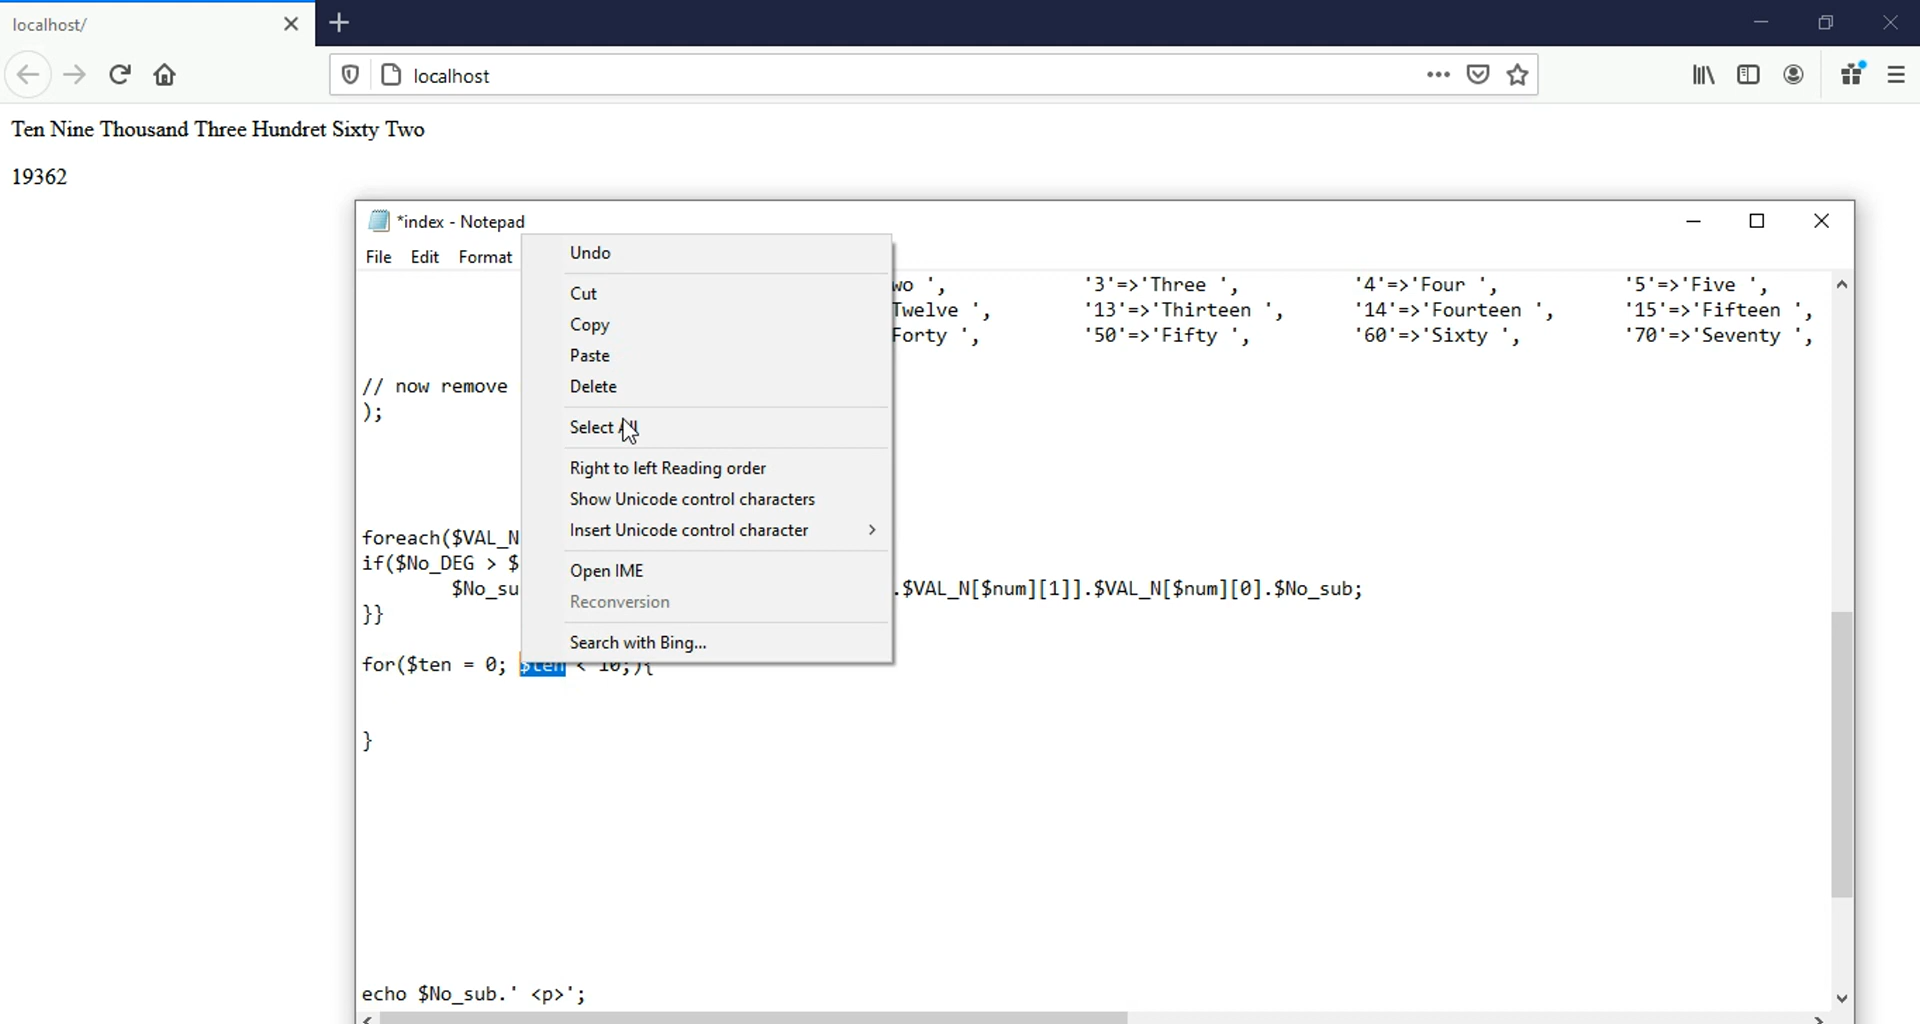 localhost/
localhost
Ten Nine Thousand Three Hundret Sixty Two
19362
*index - Notepad
File Edit Format
Undo
Cut
Copy
Paste
Delete
Select All
Right to left Reading order
Show Unicode control characters
Insert Unicode control character
Open IME
Reconversion
Search with Bing...
wo ', '3'=>'Three ', '4'=>'Four ', '5'=>'Five ',
Twelve ', '13'=>'Thirteen ', '14'=>'Fourteen ', '15'=>'Fifteen ',
Forty ', '50'=>'Fifty ', '60'=>'Sixty ', '70'=>'Seventy ',
// now remove
);
foreach($VAL_N
if($No_DEG > $
$No_su .$VAL_N[$num][1]].$VAL_N[$num][0].$No_sub;
}}
for($ten = 0; $ten < 10;){
}
echo $No_sub.' <p>';